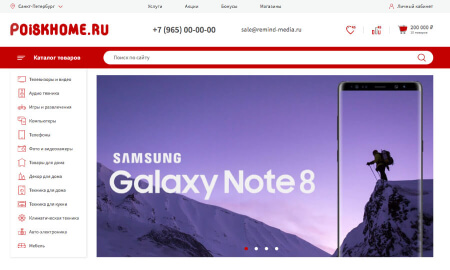 Санкт-Петербург Услуги Акции Бонусы Магазины Личный кабинет
POISKHOME.RU +7 (965) 00-00-00 sale@remind-media.ru 200 000 ₽
Каталог товаров Поиск по сайту
Телевизоры и видео
Аудио техника
Игры и развлечения
Компьютеры
Телефоны
Фото и видеокамеры
Товары для дома
Декор для дома
Техника для дома
Техника для кухни
Климатическая техника
Авто электроника
Мебель
SAMSUNG
Galaxy Note 8